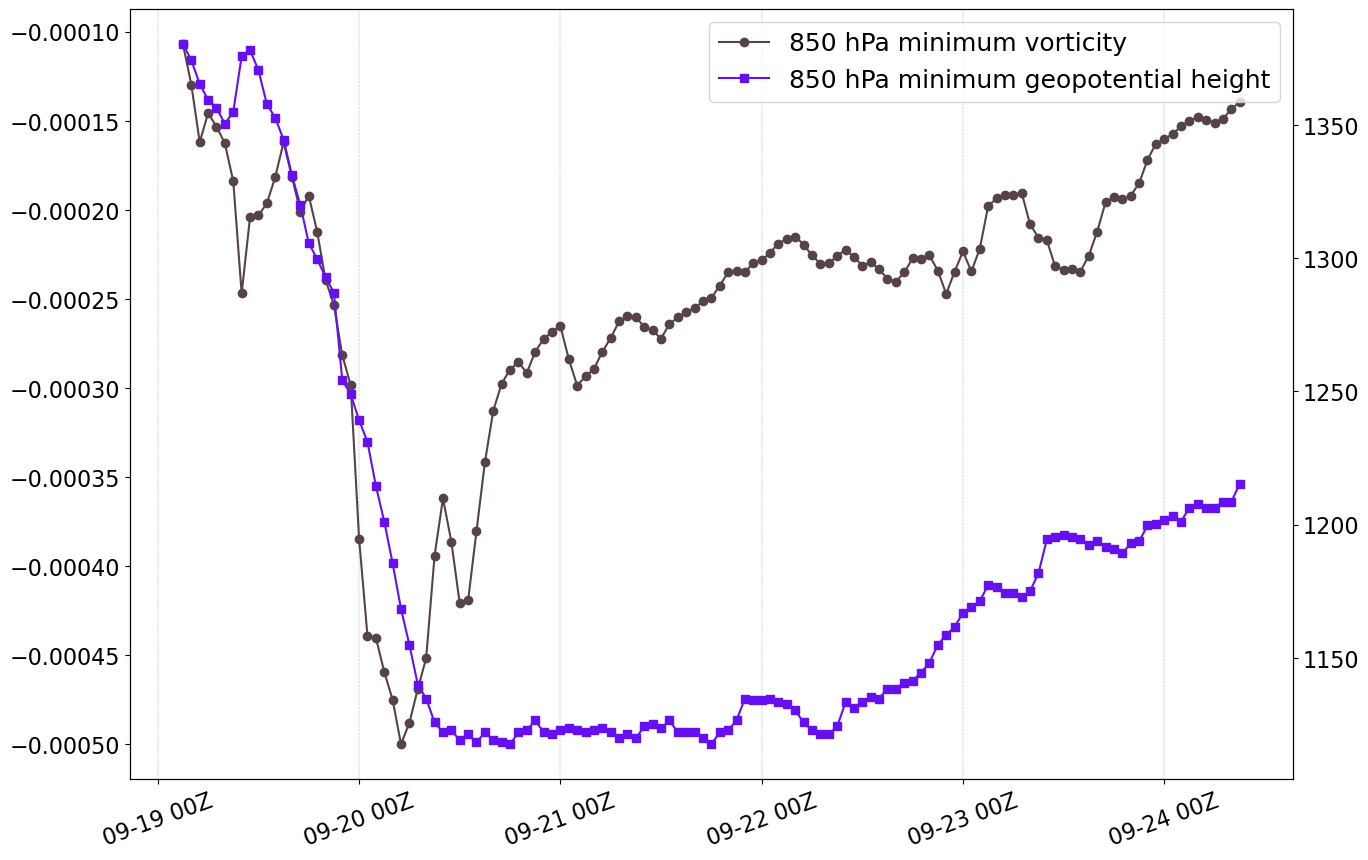 850 hPa minimum vorticity
850 hPa minimum geopotential height
−0.00010
−0.00015
−0.00020
−0.00025
−0.00030
−0.00035
−0.00040
−0.00045
−0.00050
1350
1300
1250
1200
1150
09-19 00Z
09-20 00Z
09-21 00Z
09-22 00Z
09-23 00Z
09-24 00Z